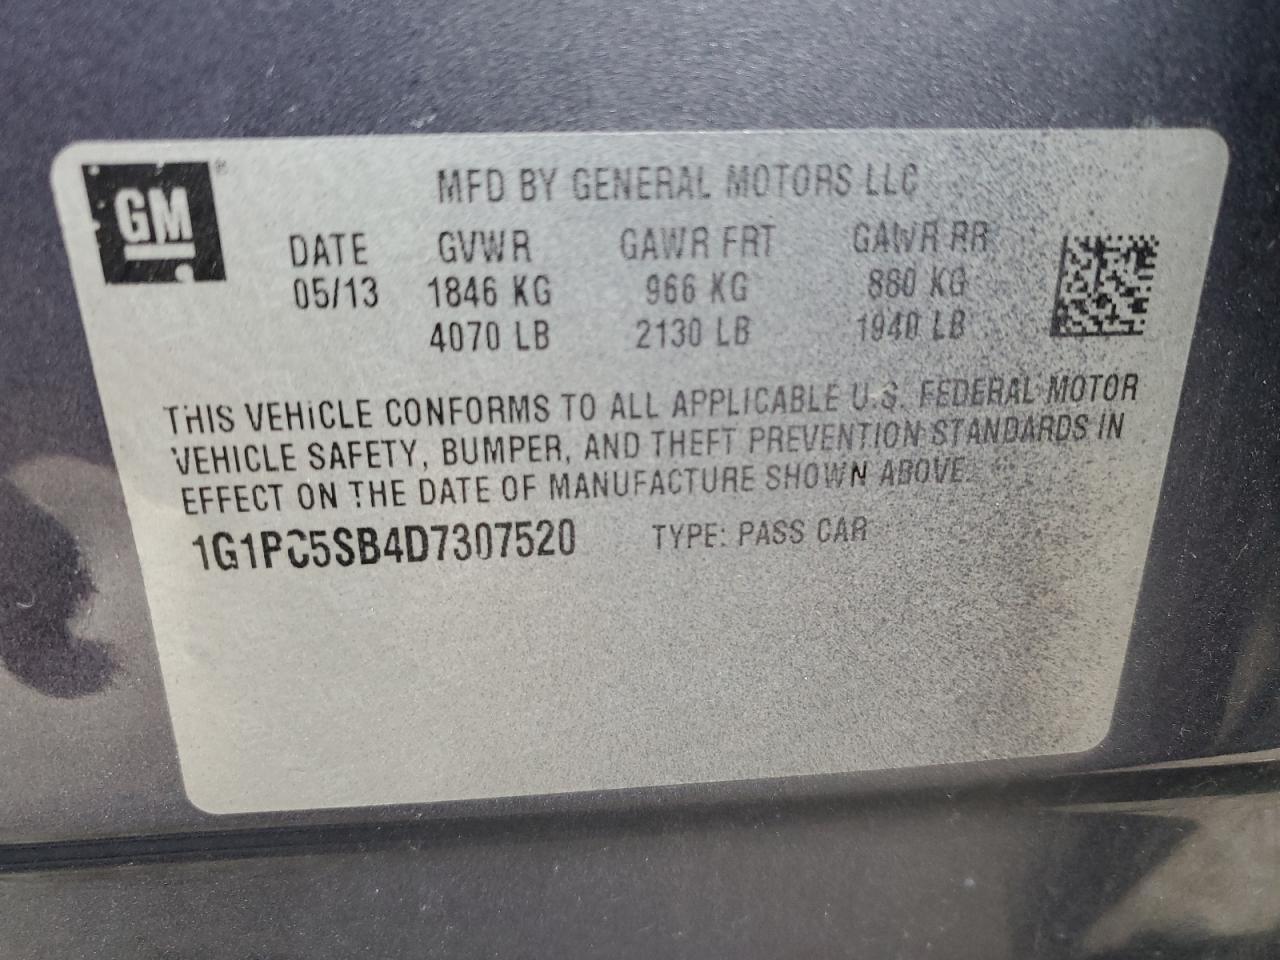 GM ®
MFD BY GENERAL MOTORS LLC
DATE GVWR GAWR FRT GAWR RR
05/13 1846 KG 966 KG 880 KG
4070 LB 2130 LB 1940 LB
THIS VEHICLE CONFORMS TO ALL APPLICABLE U.S. FEDERAL MOTOR
VEHICLE SAFETY, BUMPER, AND THEFT PREVENTION STANDARDS IN
EFFECT ON THE DATE OF MANUFACTURE SHOWN ABOVE.
1G1PC5SB4D7307520 TYPE: PASS CAR